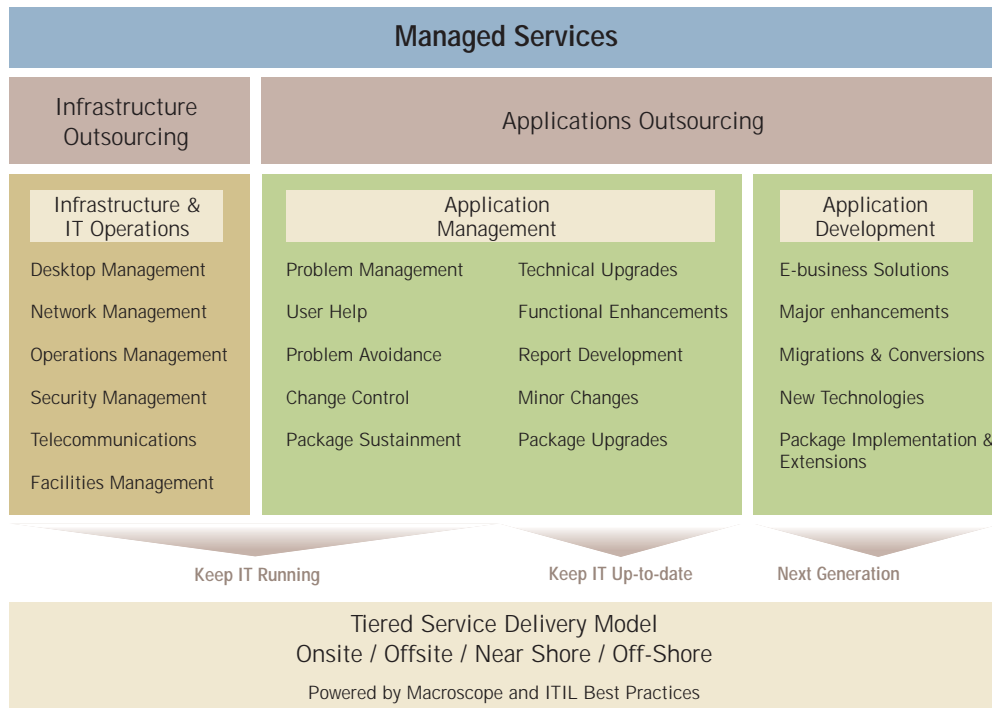 Managed Services
Infrastructure
Outsourcing
Applications Outsourcing
Infrastructure &
IT Operations
Desktop Management
Network Management
Operations Management
Security Management
Telecommunications
Facilities Management
Application
Management
Problem Management
User Help
Problem Avoidance
Change Control
Package Sustainment
Technical Upgrades
Functional Enhancements
Report Development
Minor Changes
Package Upgrades
Application
Development
E-business Solutions
Major enhancements
Migrations & Conversions
New Technologies
Package Implementation &
Extensions
Keep IT Running
Keep IT Up-to-date
Next Generation
Tiered Service Delivery Model
Onsite / Offsite / Near Shore / Off-Shore
Powered by Macroscope and ITIL Best Practices